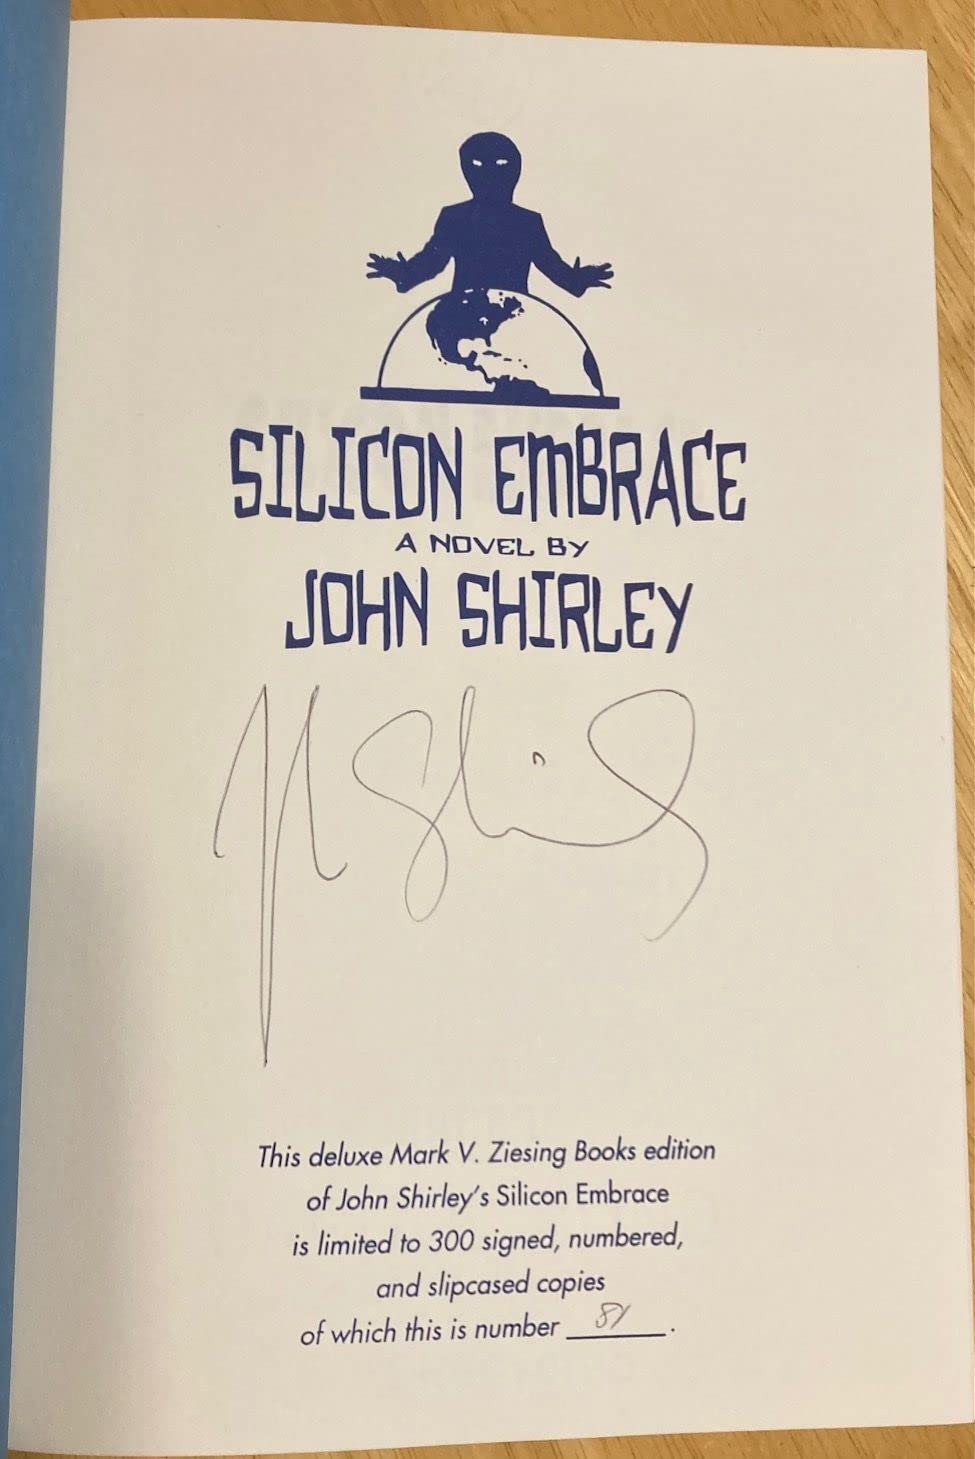 SILICON EMBRACE
A NOVEL BY
JOHN SHIRLEY
This deluxe Mark V. Ziesing Books edition
of John Shirley's Silicon Embrace
is limited to 300 signed, numbered,
and slipcased copies
of which this is number ______.